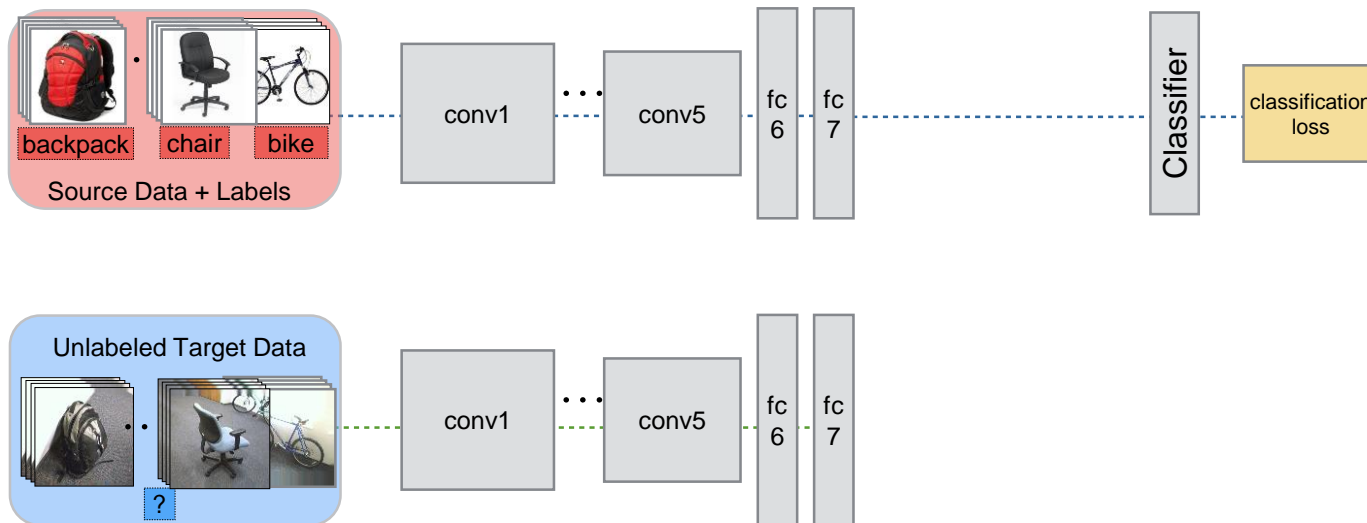 backpack
chair
bike
Source Data + Labels
conv1
conv5
fc
6
fc
7
Classifier
classification
loss
Unlabeled Target Data
?
conv1
conv5
fc
6
fc
7